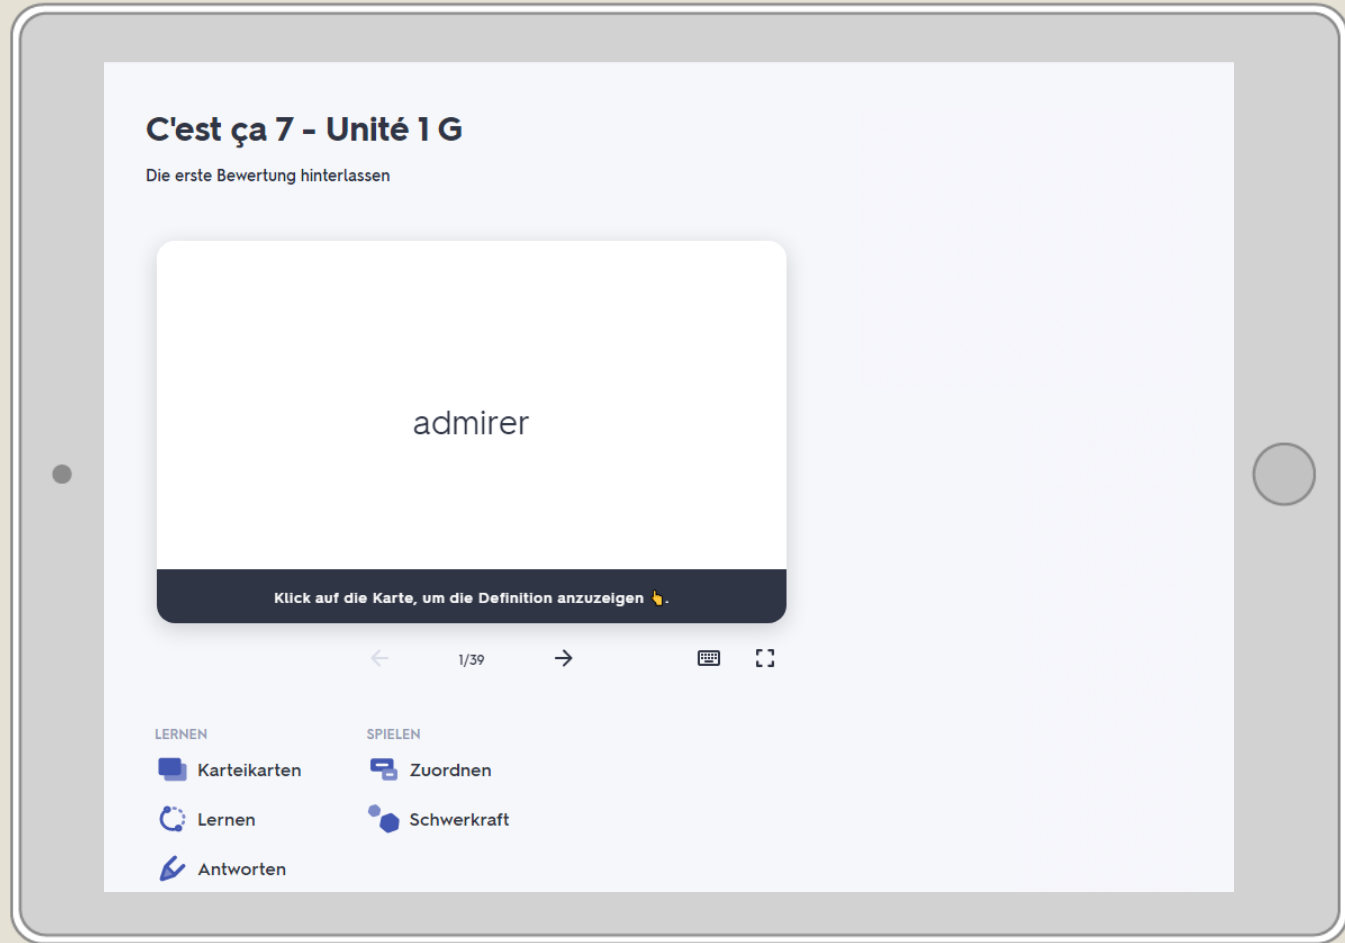 C'est ça 7 - Unité 1 G
Die erste Bewertung hinterlassen
admirer
Klick auf die Karte, um die Definition anzuzeigen 👆.
1/39
LERNEN
Karteikarten
Lernen
Antworten
SPIELEN
Zuordnen
Schwerkraft